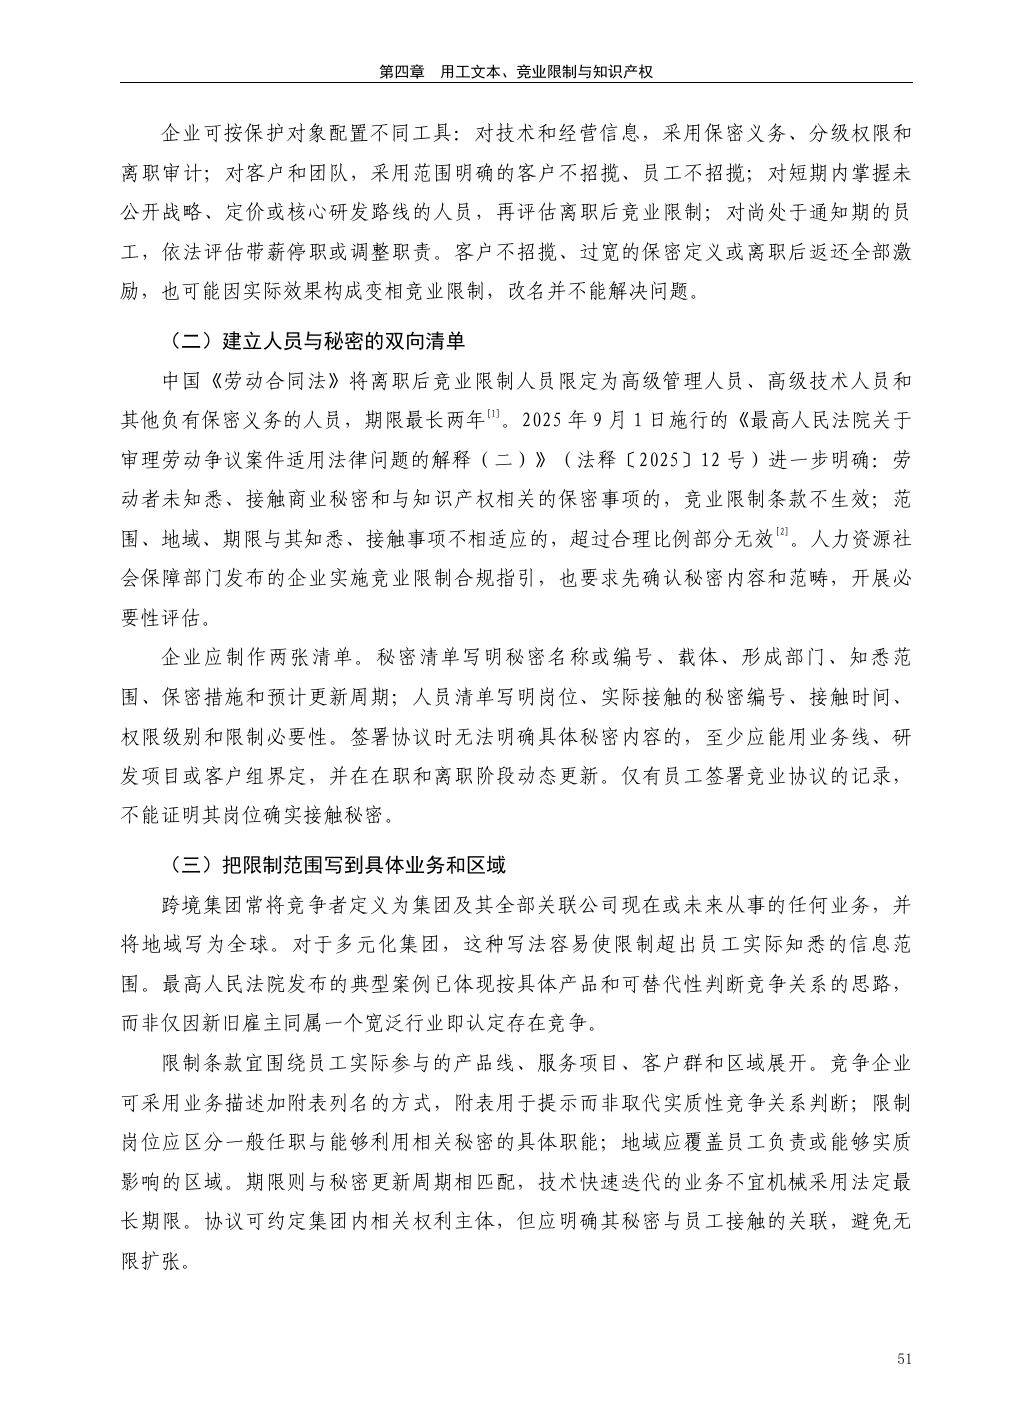 第四章　用工文本、竞业限制与知识产权
企业可按保护对象配置不同工具：对技术和经营信息，采用保密义务、分级权限和
离职审计；对客户和团队，采用范围明确的客户不招揽、员工不招揽；对短期内掌握未
公开战略、定价或核心研发路线的人员，再评估离职后竞业限制；对尚处于通知期的员
工，依法评估带薪停职或调整职责。客户不招揽、过宽的保密定义或离职后返还全部激
励，也可能因实际效果构成变相竞业限制，改名并不能解决问题。
（二）建立人员与秘密的双向清单
中国《劳动合同法》将离职后竞业限制人员限定为高级管理人员、高级技术人员和
其他负有保密义务的人员，期限最长两年[1]。2025 年 9 月 1 日施行的《最高人民法院关于
审理劳动争议案件适用法律问题的解释（二）》（法释〔2025〕12 号）进一步明确：劳
动者未知悉、接触商业秘密和与知识产权相关的保密事项的，竞业限制条款不生效；范
围、地域、期限与其知悉、接触事项不相适应的，超过合理比例部分无效[2]。人力资源社
会保障部门发布的企业实施竞业限制合规指引，也要求先确认秘密内容和范畴，开展必
要性评估。
企业应制作两张清单。秘密清单写明秘密名称或编号、载体、形成部门、知悉范
围、保密措施和预计更新周期；人员清单写明岗位、实际接触的秘密编号、接触时间、
权限级别和限制必要性。签署协议时无法明确具体秘密内容的，至少应能用业务线、研
发项目或客户组界定，并在在职和离职阶段动态更新。仅有员工签署竞业协议的记录，
不能证明其岗位确实接触秘密。
（三）把限制范围写到具体业务和区域
跨境集团常将竞争者定义为集团及其全部关联公司现在或未来从事的任何业务，并
将地域写为全球。对于多元化集团，这种写法容易使限制超出员工实际知悉的信息范
围。最高人民法院发布的典型案例已体现按具体产品和可替代性判断竞争关系的思路，
而非仅因新旧雇主同属一个宽泛行业即认定存在竞争。
限制条款宜围绕员工实际参与的产品线、服务项目、客户群和区域展开。竞争企业
可采用业务描述加附表列名的方式，附表用于提示而非取代实质性竞争关系判断；限制
岗位应区分一般任职与能够利用相关秘密的具体职能；地域应覆盖员工负责或能够实质
影响的区域。期限则与秘密更新周期相匹配，技术快速迭代的业务不宜机械采用法定最
长期限。协议可约定集团内相关权利主体，但应明确其秘密与员工接触的关联，避免无
限扩张。
51